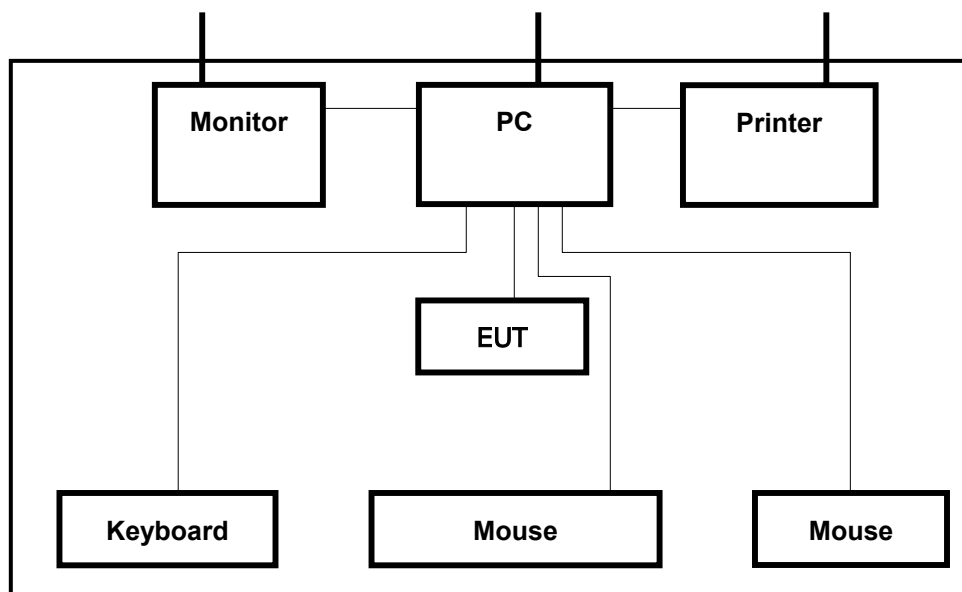 Monitor
PC
Printer
EUT
Keyboard
Mouse
Mouse